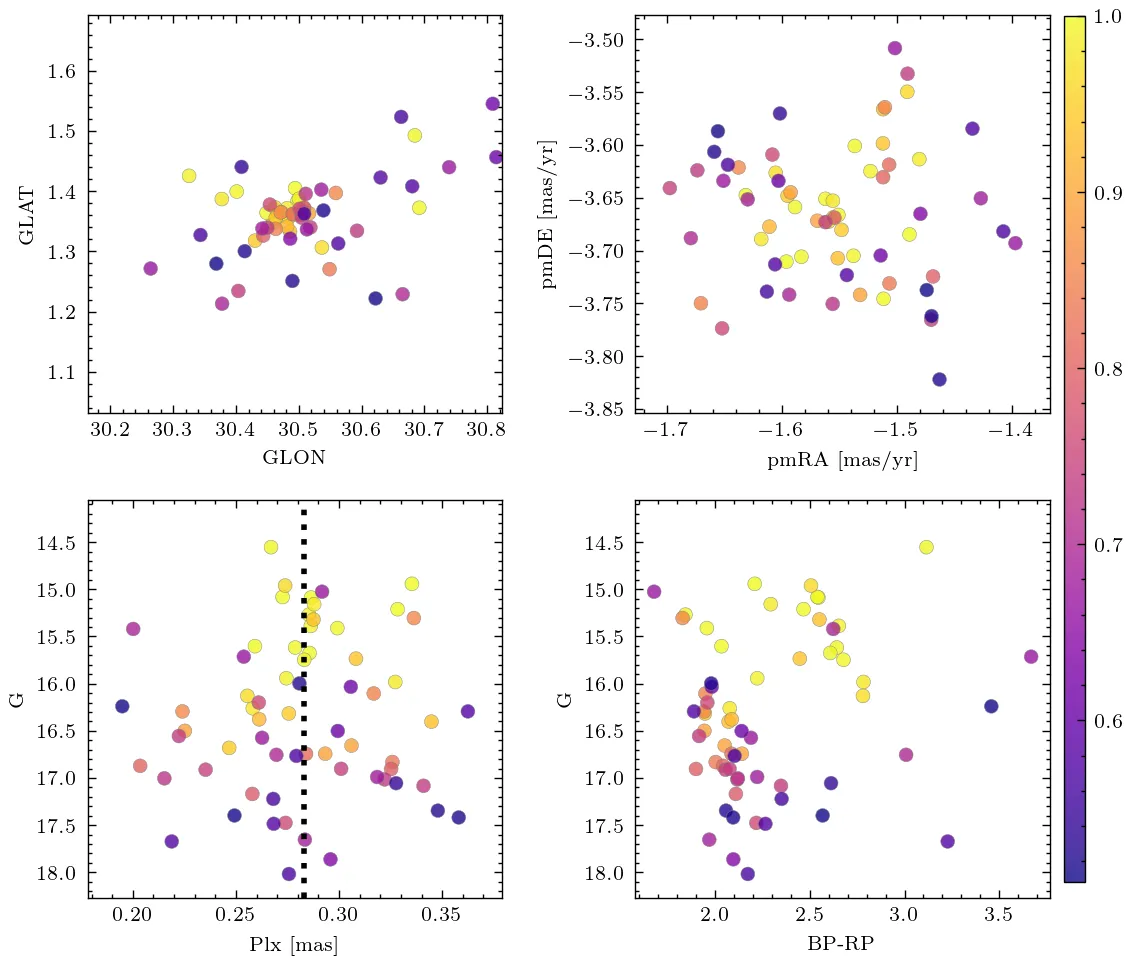 1.6
1.5
1.4
1.3
1.2
1.1
GLAT
30.2 30.3 30.4 30.5 30.6 30.7 30.8
GLON
−3.50
−3.55
−3.60
−3.65
−3.70
−3.75
−3.80
−3.85
pmDE [mas/yr]
−1.7 −1.6 −1.5 −1.4
pmRA [mas/yr]
1.0
0.9
0.8
0.7
0.6
14.5
15.0
15.5
16.0
16.5
17.0
17.5
18.0
G
0.20 0.25 0.30 0.35
Plx [mas]
14.5
15.0
15.5
16.0
16.5
17.0
17.5
18.0
G
2.0 2.5 3.0 3.5
BP-RP